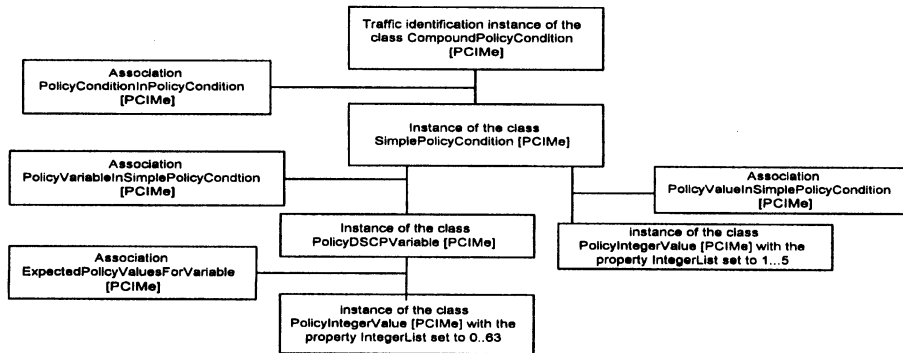 Traffic identification instance of the
class CompoundPolicyCondition
[PCIMe]
Association
PolicyConditionInPolicyCondition
[PCIMe]
Instance of the class
SimplePolicyCondition [PCIMe]
Association
PolicyVariableInSimplePolicyCondtion
[PCIMe]
Association
PolicyValueInSimplePolicyCondition
[PCIMe]
Instance of the class
PolicyDSCPVariable [PCIMe]
instance of the class
PolicyIntegerValue [PCIMe] with the
property IntegerList set to 1...5
Association
ExpectedPolicyValuesForVariable
[PCIMe]
instance of the class
PolicyIntegerValue [PCIMe] with the
property IntegerList set to 0..63